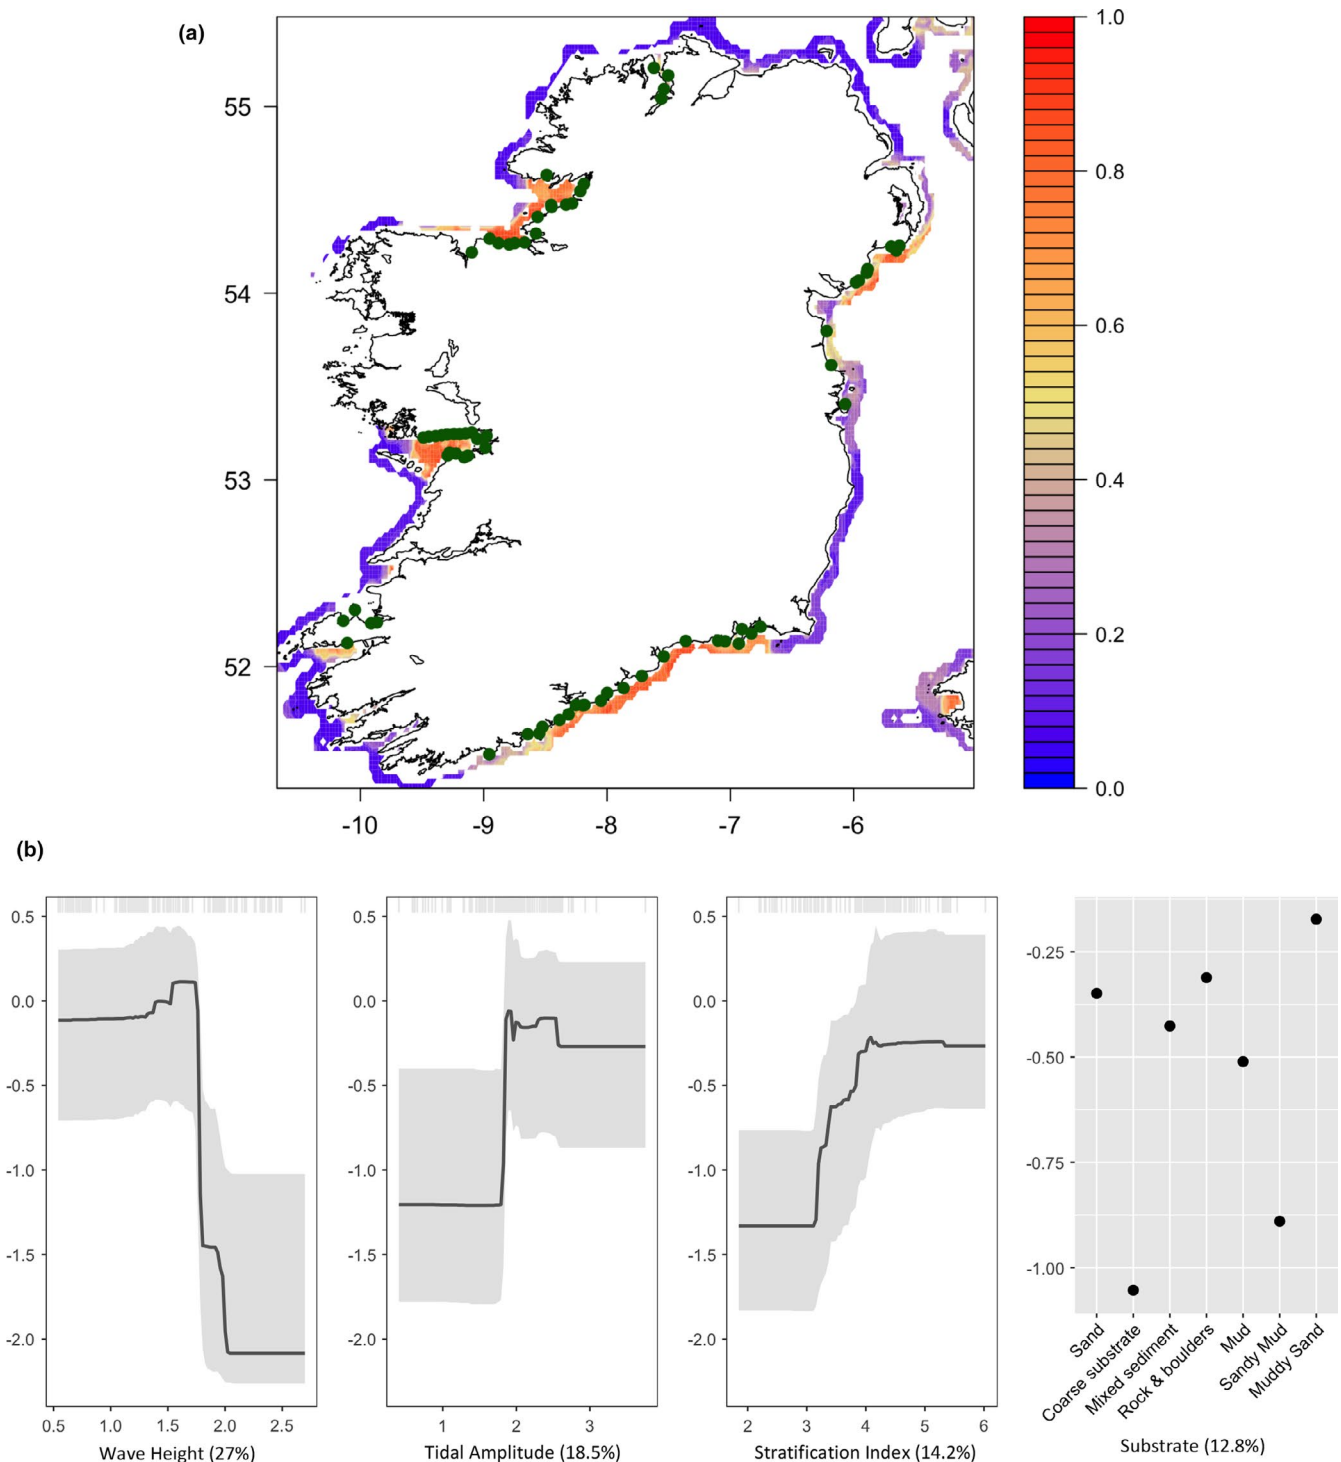 (a)
55
54
53
52
-10 -9 -8 -7 -6
1.0
0.8
0.6
0.4
0.2
0.0
(b)
0.5
0.0
-0.5
-1.0
-1.5
-2.0
0.5 1.0 1.5 2.0 2.5
Wave Height (27%)
0.5
0.0
-0.5
-1.0
-1.5
-2.0
1 2 3
Tidal Amplitude (18.5%)
0.5
0.0
-0.5
-1.0
-1.5
-2.0
2 3 4 5 6
Stratification Index (14.2%)
-0.25
-0.50
-0.75
-1.00
Sand
Coarse substrate
Mixed sediment
Rock & boulders
Mud
Sandy Mud
Muddy Sand
Substrate (12.8%)